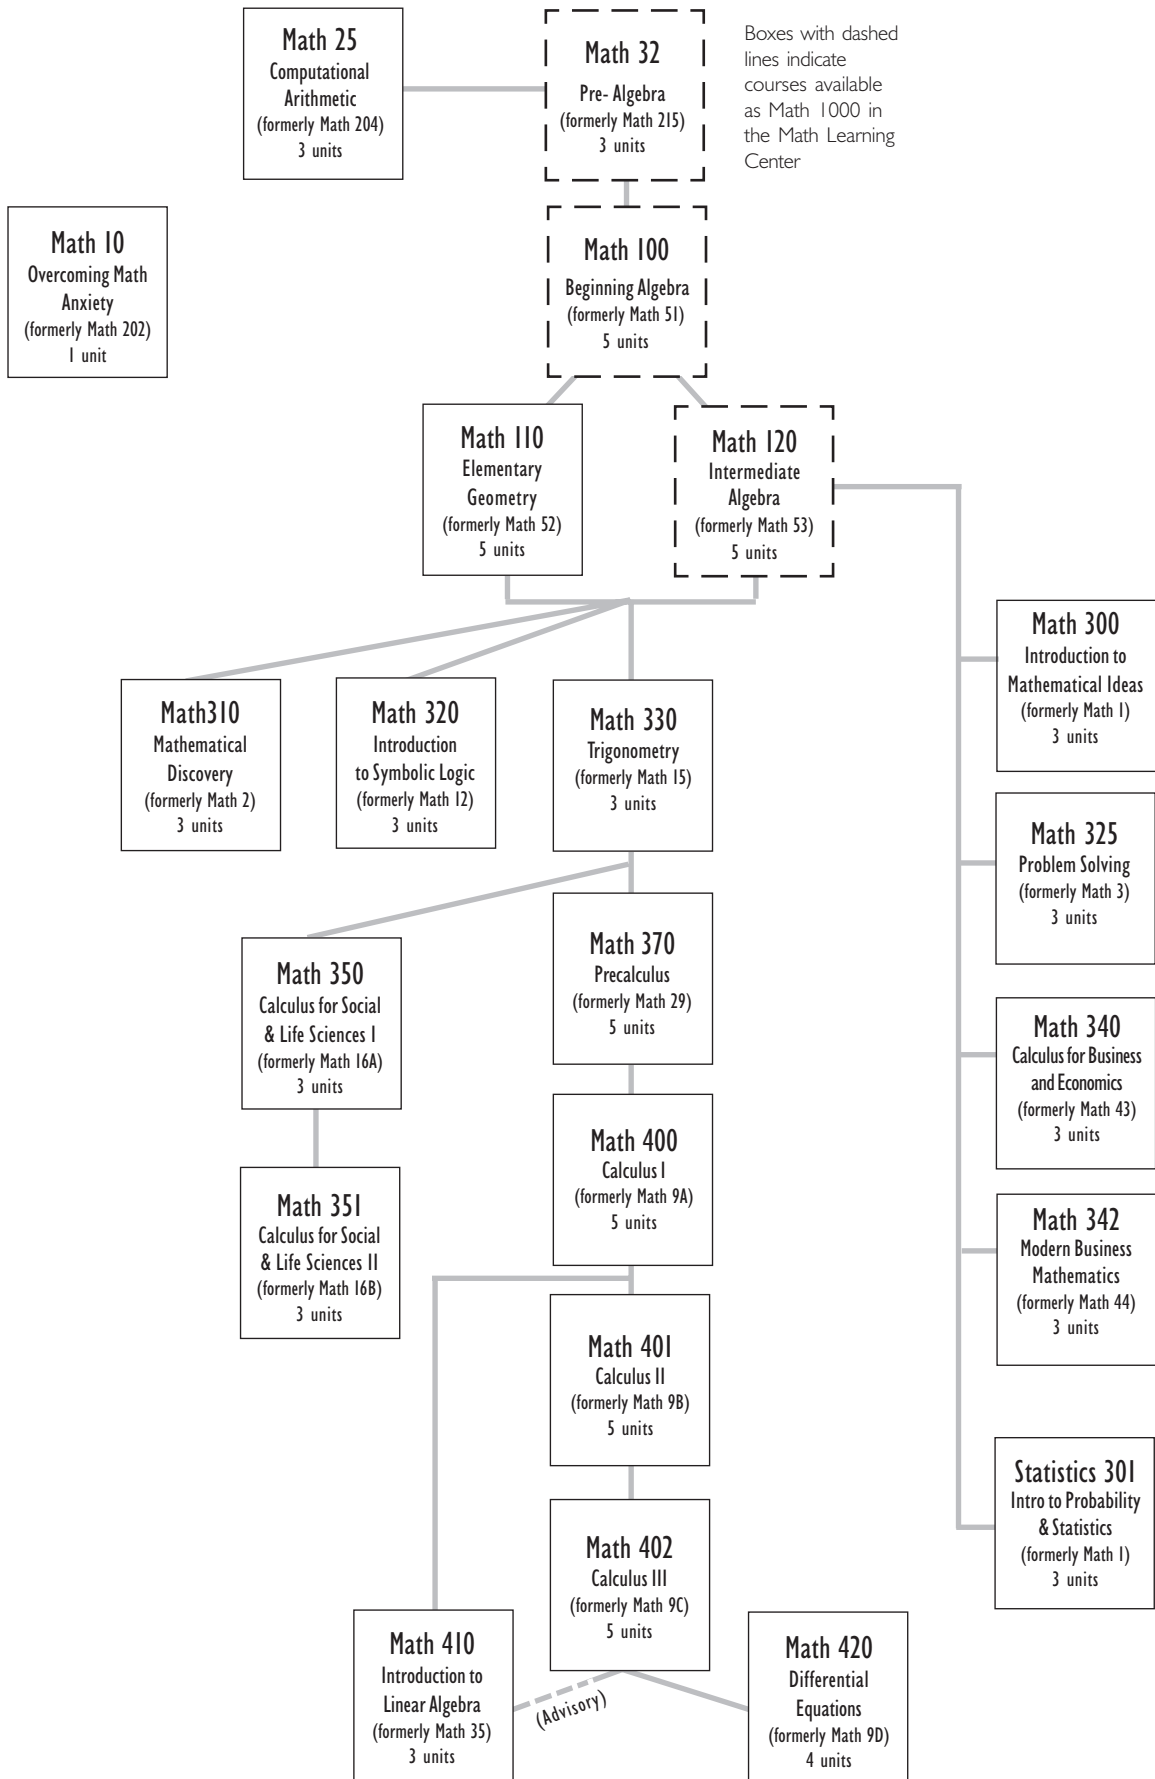 Math 25
Computational
Arithmetic
(formerly Math 204)
3 units
Math 32
Pre- Algebra
(formerly Math 215)
3 units
Boxes with dashed
lines indicate
courses available
as Math 1000 in
the Math Learning
Center
Math 10
Overcoming Math
Anxiety
(formerly Math 202)
1 unit
Math 100
Beginning Algebra
(formerly Math 51)
5 units
Math 110
Elementary
Geometry
(formerly Math 52)
5 units
Math 120
Intermediate
Algebra
(formerly Math 53)
5 units
Math 300
Introduction to
Mathematical Ideas
(formerly Math 1)
3 units
Math310
Mathematical
Discovery
(formerly Math 2)
3 units
Math 320
Introduction
to Symbolic Logic
(formerly Math 12)
3 units
Math 330
Trigonometry
(formerly Math 15)
3 units
Math 325
Problem Solving
(formerly Math 3)
3 units
Math 350
Calculus for Social
& Life Sciences I
(formerly Math 16A)
3 units
Math 370
Precalculus
(formerly Math 29)
5 units
Math 340
Calculus for Business
and Economics
(formerly Math 43)
3 units
Math 351
Calculus for Social
& Life Sciences II
(formerly Math 16B)
3 units
Math 400
Calculus I
(formerly Math 9A)
5 units
Math 342
Modern Business
Mathematics
(formerly Math 44)
3 units
Math 401
Calculus II
(formerly Math 9B)
5 units
Statistics 301
Intro to Probability
& Statistics
(formerly Math 1)
3 units
Math 402
Calculus III
(formerly Math 9C)
5 units
Math 410
Introduction to
Linear Algebra
(formerly Math 35)
3 units
(Advisory)
Math 420
Differential
Equations
(formerly Math 9D)
4 units